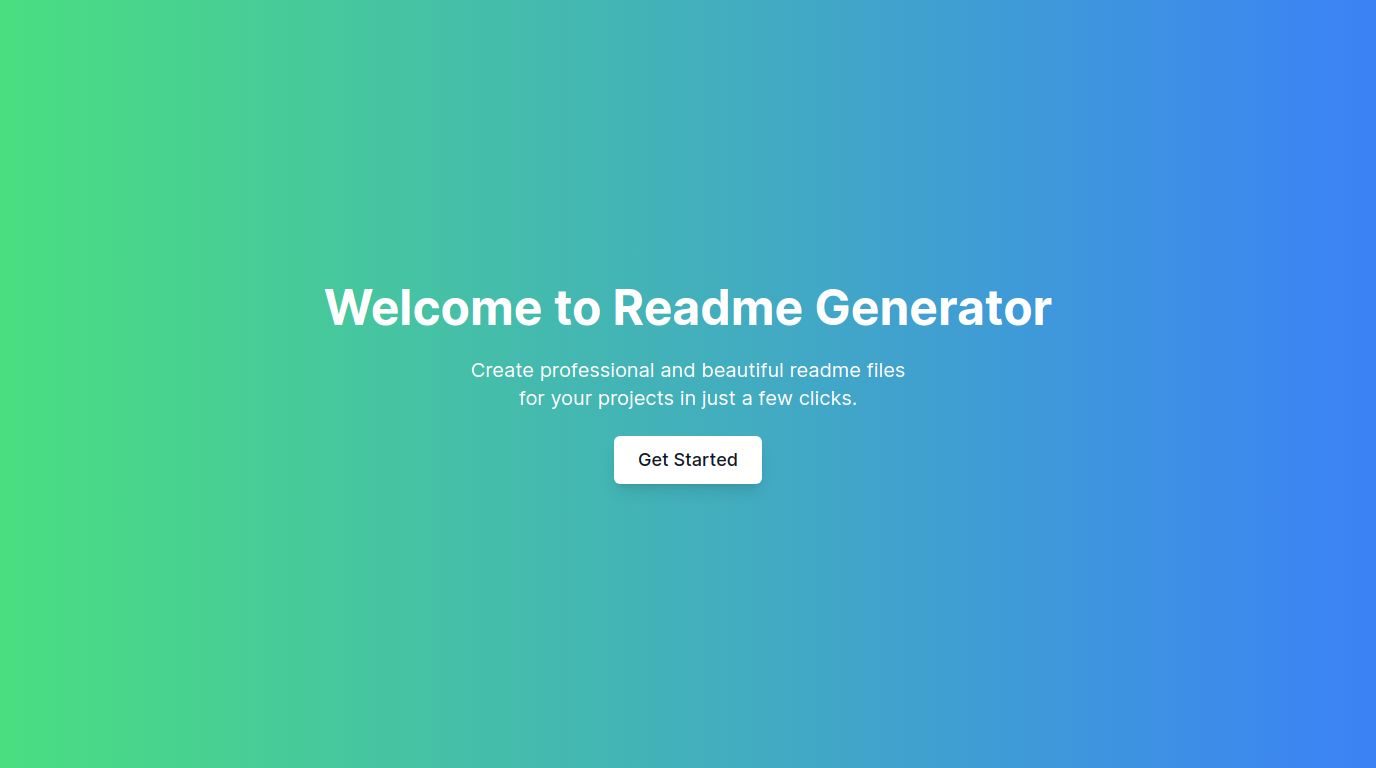 Welcome to Readme Generator
Create professional and beautiful readme files
for your projects in just a few clicks.
Get Started